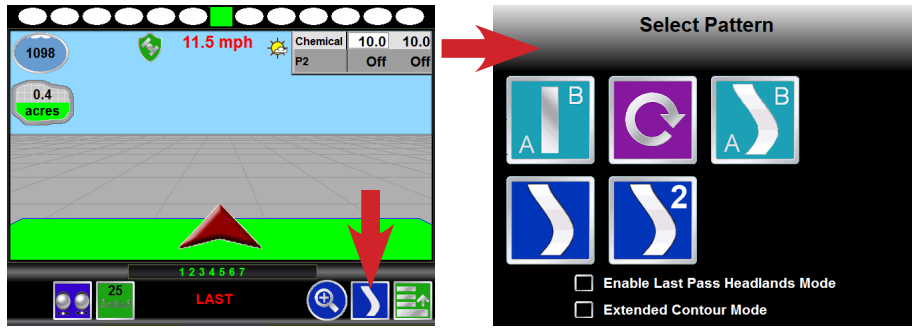 1098
11.5 mph
Chemical 10.0 10.0
P2 Off Off
0.4
acres
1 2 3 4 5 6 7
25
LAST
Select Pattern
A B
A B
2
Enable Last Pass Headlands Mode
Extended Contour Mode